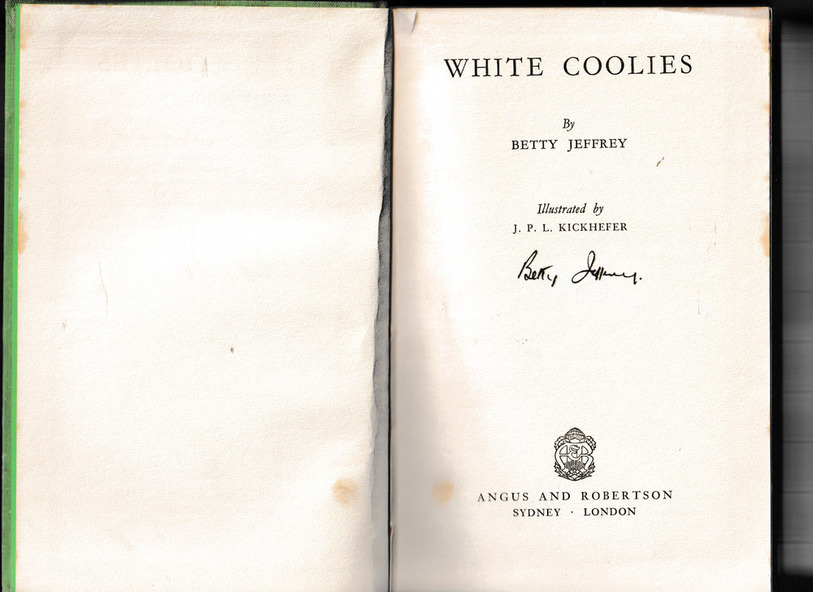 WHITE COOLIES
By
BETTY JEFFREY
Illustrated by
J. P. L. KICKHEFER
Betty Jeffrey.
ANGUS AND ROBERTSON
SYDNEY · LONDON